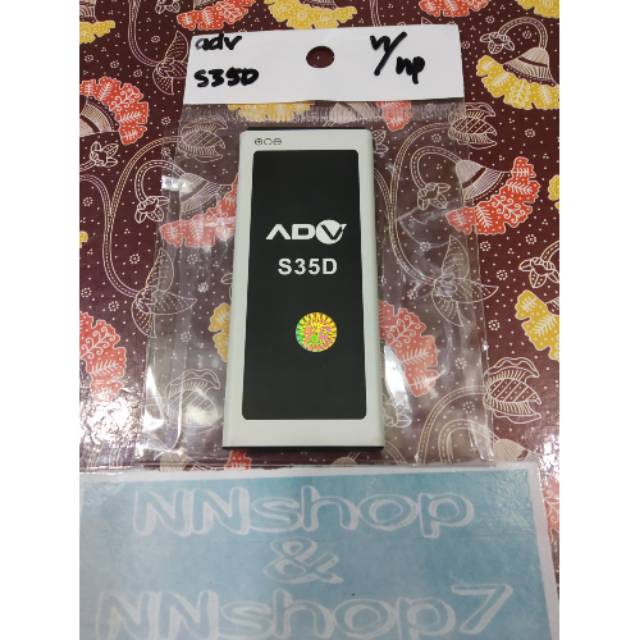 adv
S35D
n/np
ADV
S35D
NNshop
&
NNshop7